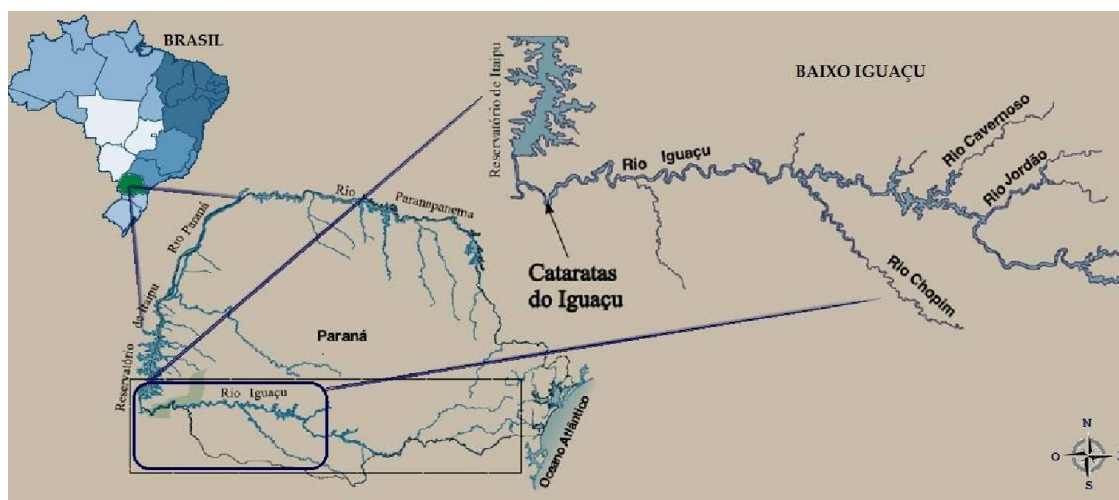 BRASIL
BAIXO IGUAÇU
Reservatório de Itaipu
Rio Iguaçu
Rio Cavernoso
Rio Jordão
Rio Chopim
Cataratas
do Iguaçu
Rio Paranapanema
Rio Paraná
Reservatório de Itaipu
Paraná
Rio Iguaçu
Oceano Atlântico
N
O
S